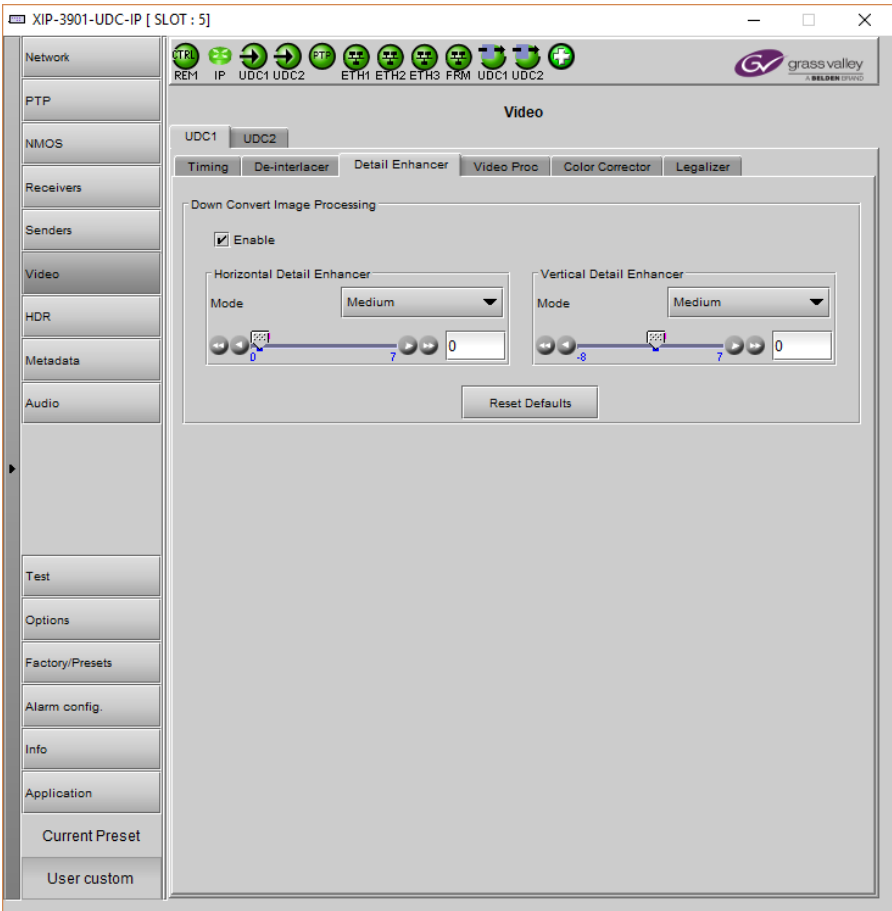 XIP-3901-UDC-IP [ SLOT : 5]
Network
PTP
NMOS
Receivers
Senders
Video
HDR
Metadata
Audio
Test
Options
Factory/Presets
Alarm config.
Info
Application
Current Preset
User custom
CTRL PTP
REM IP UDC1 UDC2 ETH1 ETH2 ETH3 FRM UDC1 UDC2
GV grass valley
A BELDEN BRAND
Video
UDC1 UDC2
Timing De-interlacer Detail Enhancer Video Proc Color Corrector Legalizer
Down Convert Image Processing
Enable
Horizontal Detail Enhancer
Mode Medium
0 7 0
Vertical Detail Enhancer
Mode Medium
-8 7 0
Reset Defaults